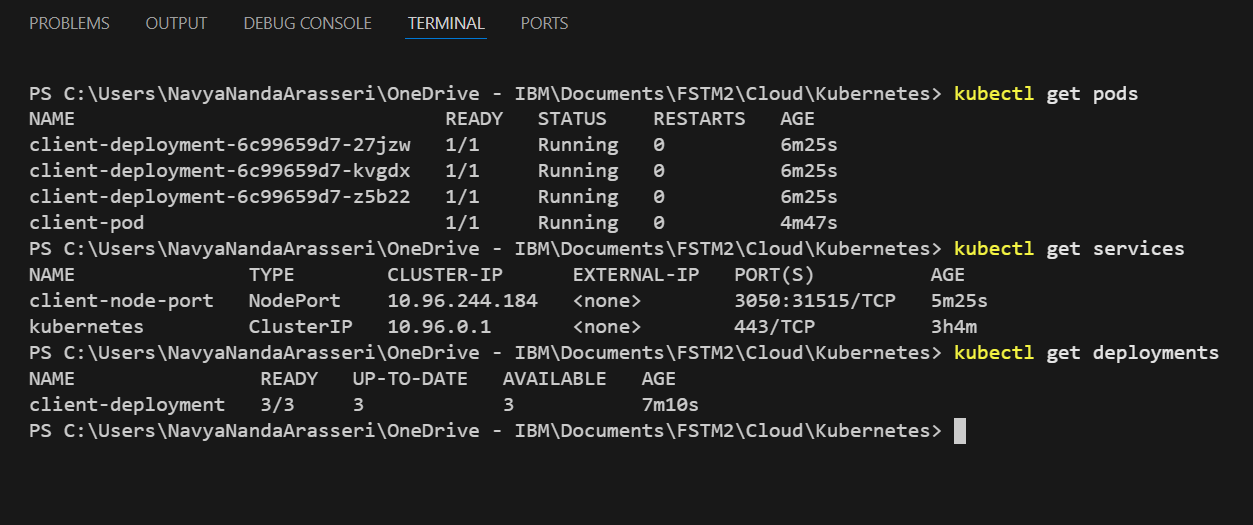 PROBLEMS OUTPUT DEBUG CONSOLE TERMINAL PORTS
PS C:\Users\NavyaNandaArasseri\OneDrive - IBM\Documents\FSTM2\Cloud\Kubernetes> kubectl get pods
NAME READY STATUS RESTARTS AGE
client-deployment-6c99659d7-27jzw 1/1 Running 0 6m25s
client-deployment-6c99659d7-kvgdx 1/1 Running 0 6m25s
client-deployment-6c99659d7-z5b22 1/1 Running 0 6m25s
client-pod 1/1 Running 0 4m47s
PS C:\Users\NavyaNandaArasseri\OneDrive - IBM\Documents\FSTM2\Cloud\Kubernetes> kubectl get services
NAME TYPE CLUSTER-IP EXTERNAL-IP PORT(S) AGE
client-node-port NodePort 10.96.244.184 <none> 3050:31515/TCP 5m25s
kubernetes ClusterIP 10.96.0.1 <none> 443/TCP 3h4m
PS C:\Users\NavyaNandaArasseri\OneDrive - IBM\Documents\FSTM2\Cloud\Kubernetes> kubectl get deployments
NAME READY UP-TO-DATE AVAILABLE AGE
client-deployment 3/3 3 3 7m10s
PS C:\Users\NavyaNandaArasseri\OneDrive - IBM\Documents\FSTM2\Cloud\Kubernetes>